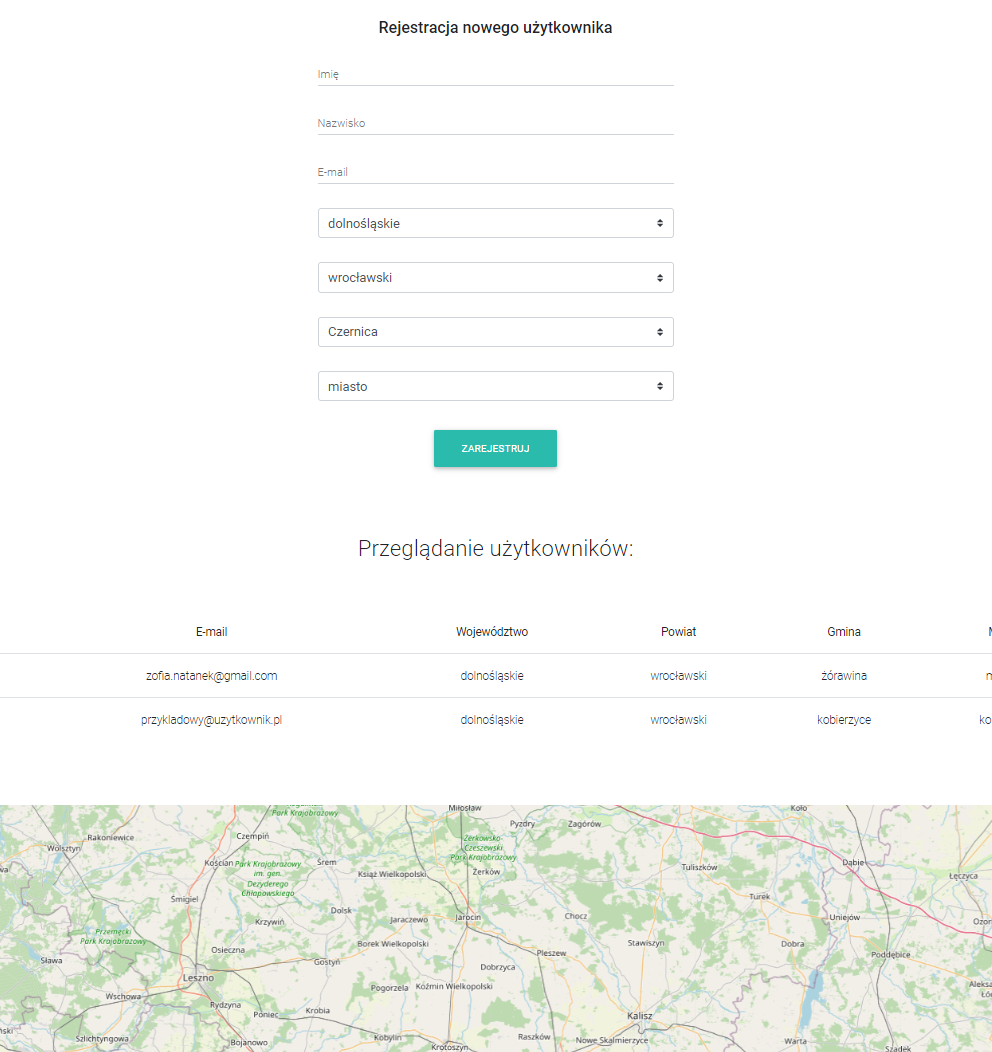 Rejestracja nowego użytkownika
Imię
Nazwisko
E-mail
dolnośląskie
wrocławski
Czernica
miasto
ZAREJESTRUJ
Przeglądanie użytkowników:
E-mail Województwo Powiat Gmina
zofia.natanek@gmail.com dolnośląskie wrocławski żórawina
przykladowy@uzytkownik.pl dolnośląskie wrocławski kobierzyce
Park Krajobrazowy
Miłosław
Koło
Pyzdry
Zagórów
Rakoniewice
Czempiń
Wolsztyn
Żerkowsko-
Czeszewski
Park Krajobrazowy
Kościan
Park Krajobrazowy
im. gen.
Dezyderego
Chłapowskiego
Śrem
Książ Wielkopolski
Żerków
Tuliszków
Dąbie
Łęczyca
Śmigiel
Turek
Dolsk
Krzywiń
Jaraczewo
Jarocin
Chocz
Uniejów
Przemęcki
Park Krajobrazowy
Osieczna
Borek Wielkopolski
Stawiszyn
Dobra
Pleszew
Poddębice
Sława
Gostyń
Dobrzyca
Leszno
Pogorzela
Koźmin Wielkopolski
Wschowa
Rydzyna
Poniec
Krobia
Kalisz
Szlichtyngowa
Bojanowo
Kobylin
Krotoszyn
Raszków
Nowe Skalmierzyce
Warta
Szadek